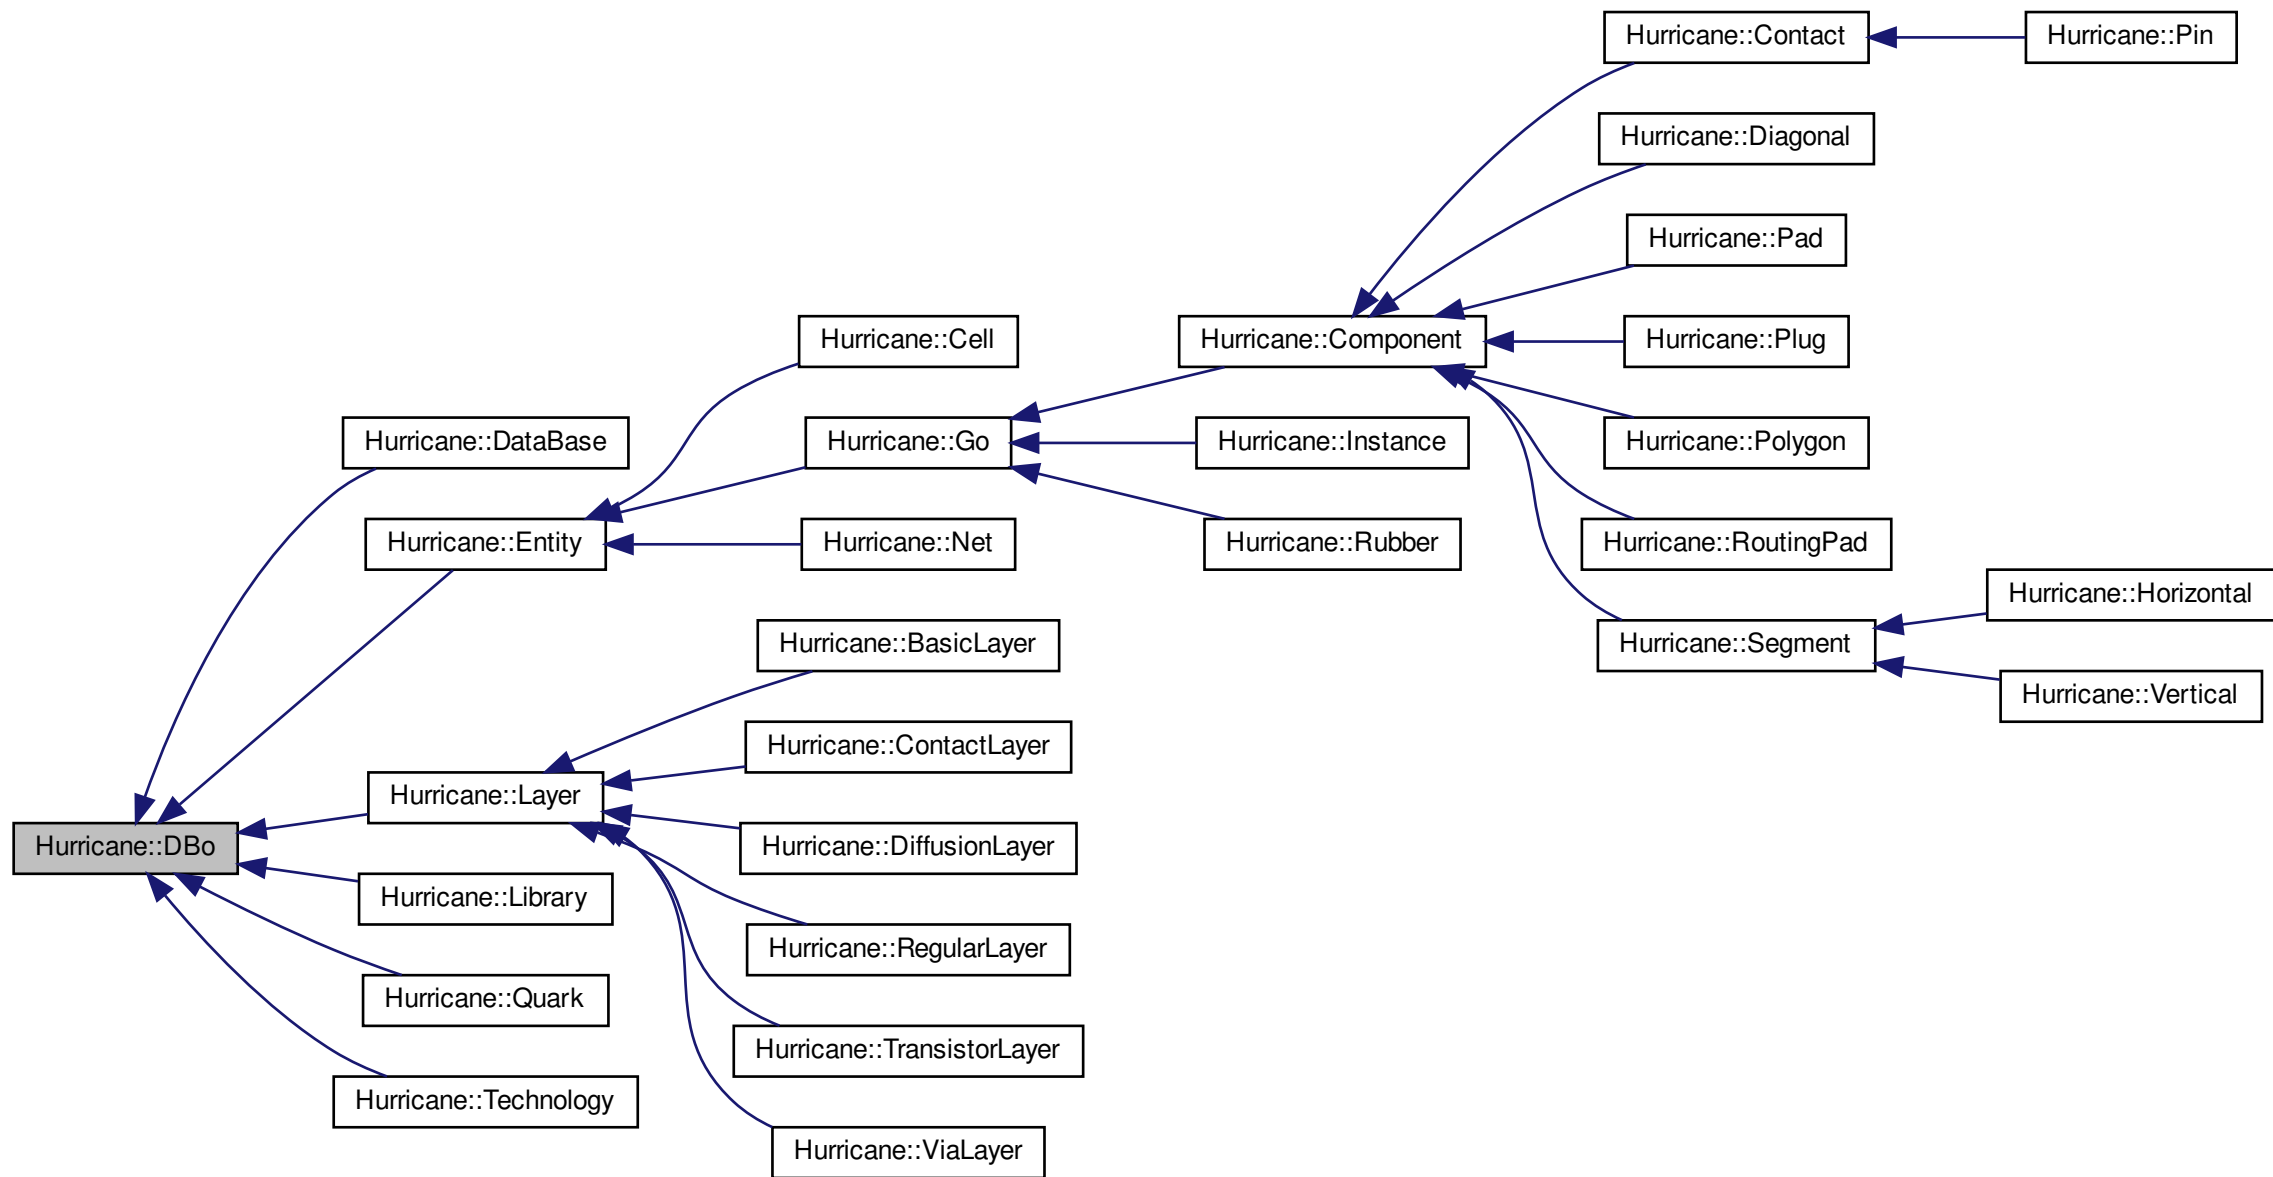 Hurricane::Contact
Hurricane::Pin
Hurricane::Diagonal
Hurricane::Pad
Hurricane::Cell
Hurricane::Component
Hurricane::Plug
Hurricane::DataBase
Hurricane::Go
Hurricane::Instance
Hurricane::Polygon
Hurricane::Entity
Hurricane::Net
Hurricane::Rubber
Hurricane::RoutingPad
Hurricane::Horizontal
Hurricane::BasicLayer
Hurricane::Segment
Hurricane::Vertical
Hurricane::ContactLayer
Hurricane::Layer
Hurricane::DBo
Hurricane::DiffusionLayer
Hurricane::Library
Hurricane::RegularLayer
Hurricane::Quark
Hurricane::TransistorLayer
Hurricane::Technology
Hurricane::ViaLayer